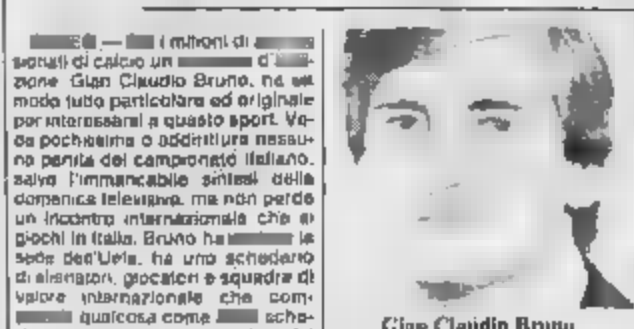 — i milioni di
sionati di calcio un d'
zione Gian Claudio Bruno, ha un
modo tutto particolare ed originale
per interessarsi a questo sport. Ve-
de pochissime o addirittura nessu-
na partita del campionato italiano,
salvo l'immancabile sintesi della
domenica televisiva, ma non perde
un incontro internazionale che si
giochi in Italia. Bruno ha la
sede dell'Uefa, ha uno schedario
di allenatori, giocatori e squadre di
valore internazionale che com-
qualcosa come sche-
Gian Claudio Bruno